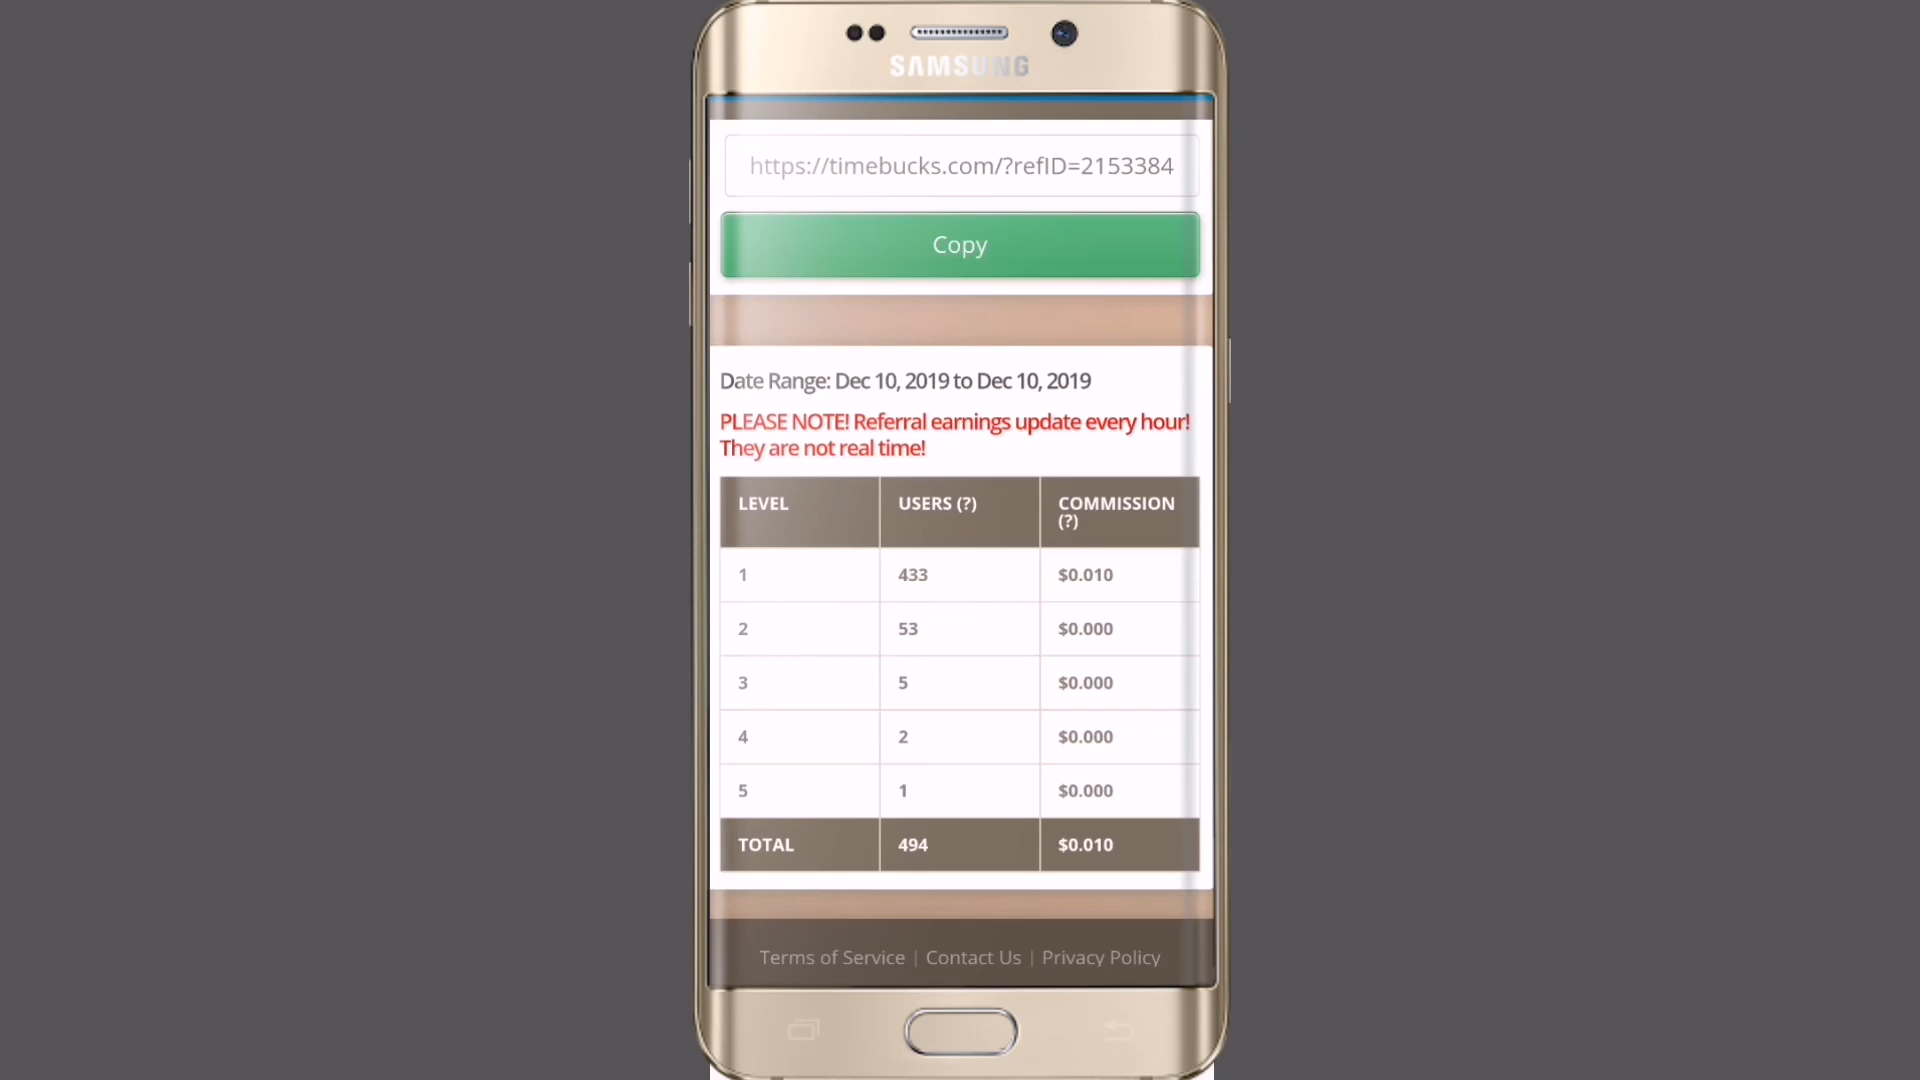 SAMSUNG
https://timebucks.com/?refID=2153384
Copy
Date Range: Dec 10, 2019 to Dec 10, 2019
PLEASE NOTE! Referral earnings update every hour!
They are not real time!
LEVEL USERS (?) COMMISSION (?)
1 433 $0.010
2 53 $0.000
3 5 $0.000
4 2 $0.000
5 1 $0.000
TOTAL 494 $0.010
Terms of Service | Contact Us | Privacy Policy